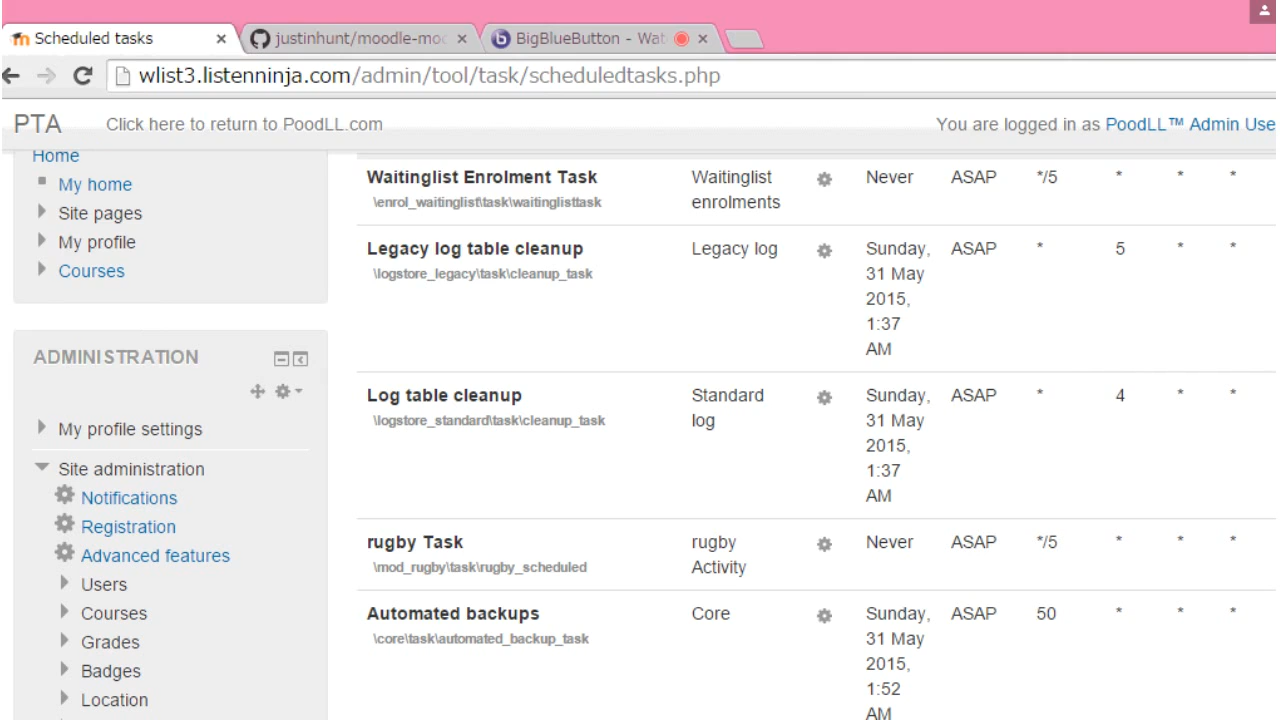 Scheduled tasks
justinhunt/moodle-mo
BigBlueButton - Wai
wlist3.listenninja.com/admin/tool/task/scheduledtasks.php
PTA Click here to return to PoodLL.com You are logged in as PoodLL™ Admin Use
Home
My home
Site pages
My profile
Courses
ADMINISTRATION
My profile settings
Site administration
Notifications
Registration
Advanced features
Users
Courses
Grades
Badges
Location
Waitinglist Enrolment Task Waitinglist Never ASAP */5 * * *
\enrol_waitinglist\task\waitinglisttask enrolments
Legacy log table cleanup Legacy log Sunday, ASAP * 5 * *
\logstore_legacy\task\cleanup_task 31 May
2015,
1:37
AM
Log table cleanup Standard Sunday, ASAP * 4 * *
\logstore_standard\task\cleanup_task log 31 May
2015,
1:37
AM
rugby Task rugby Never ASAP */5 * * *
\mod_rugby\task\rugby_scheduled Activity
Automated backups Core Sunday, ASAP 50 * * *
\core\task\automated_backup_task 31 May
2015,
1:52
AM